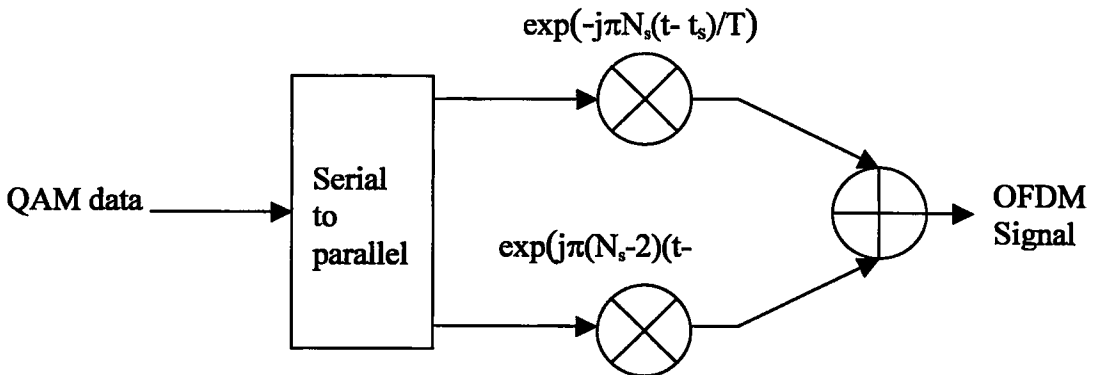 exp(-jπNₛ(t- tₛ)/T)
QAM data
Serial
to
parallel
exp(jπ(Nₛ-2)(t-
OFDM
Signal